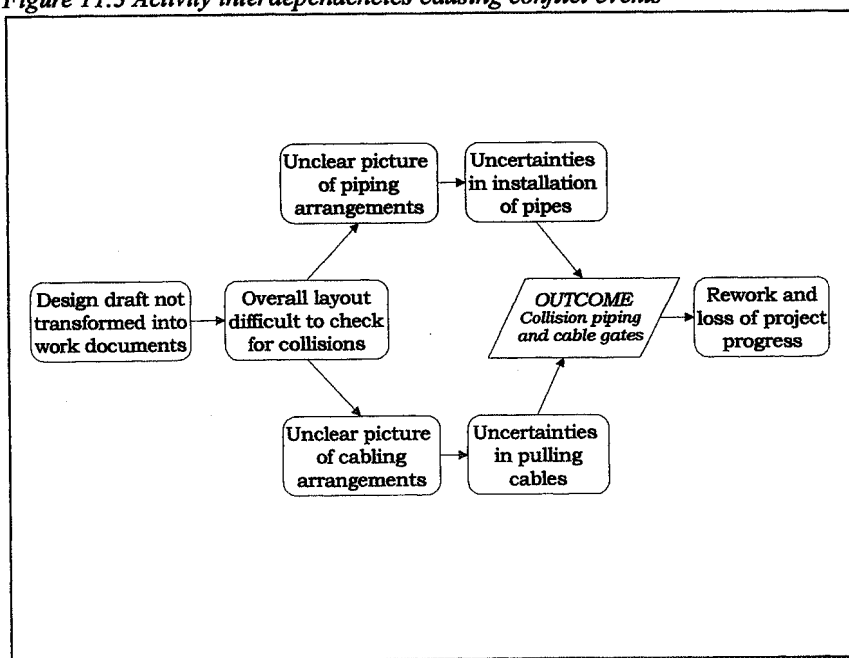 Figure 11.5 Activity interdependencies causing conflict events
Unclear picture
of piping
arrangements
Uncertainties
in installation
of pipes
Design draft not
transformed into
work documents
Overall layout
difficult to check
for collisions
OUTCOME
Collision piping
and cable gates
Rework and
loss of project
progress
Unclear picture
of cabling
arrangements
Uncertainties
in pulling
cables